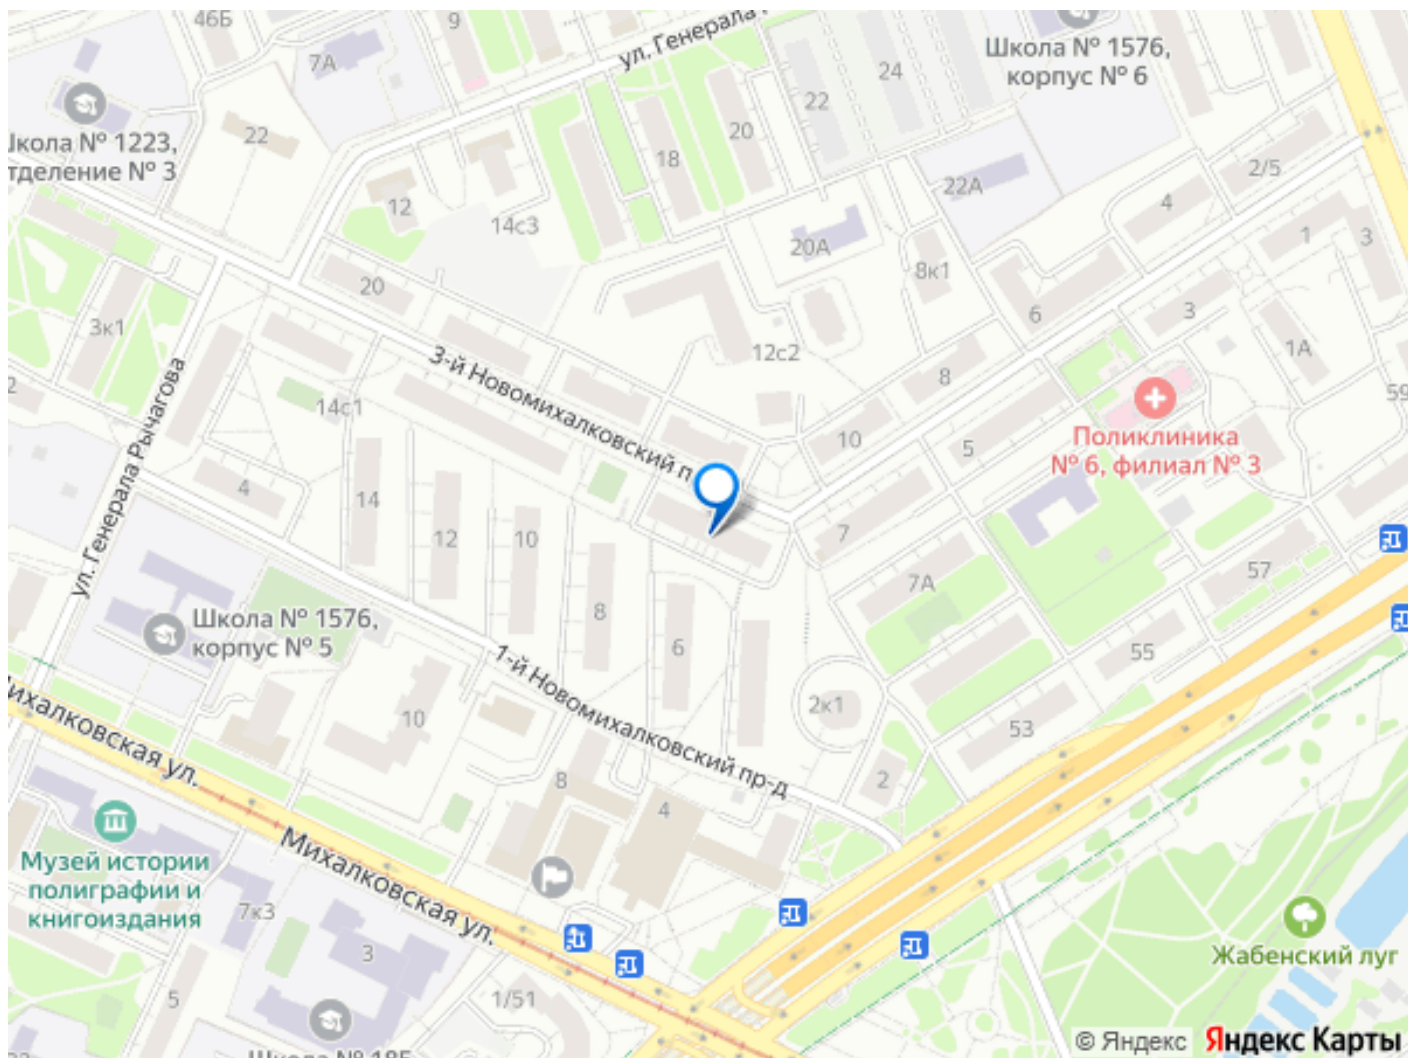 46Б
9
7А
ул. Генерала
22
Школа № 1576,
корпус № 6
24
22
20
18
Школа № 1223,
отделение № 3
22
12
14с3
22А
2/5
4
1
3
20А
8к1
20
6
3
3к1
12с2
1А
3-й Новомихалковский п
8
59
14с1
ул. Генерала Рычагова
10
5
Поликлиника
№ 6, филиал № 3
4
14
12
10
7
7А
57
8
Школа № 1576,
корпус № 5
6
55
1-й Новомихалковский пр-д
2к1
10
53
2
8
4
Михалковская ул.
Музей истории
полиграфии и
книгоиздания
Михалковская ул.
7к3
3
Жабенский луг
5
1/51
© Яндекс Яндекс Карты